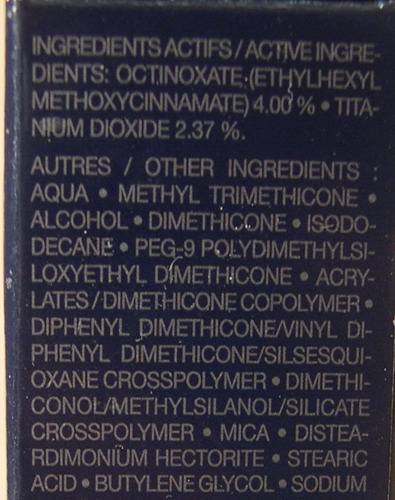 INGREDIENTS ACTIFS / ACTIVE INGRE-
DIENTS: OCTINOXATE (ETHYLHEXYL
METHOXYCINNAMATE) 4.00 % • TITA-
NIUM DIOXIDE 2.37 %.
AUTRES / OTHER INGREDIENTS :
AQUA • METHYL TRIMETHICONE •
ALCOHOL • DIMETHICONE • ISODO-
DECANE • PEG-9 POLYDIMETHYLSI-
LOXYETHYL DIMETHICONE • ACRY-
LATES / DIMETHICONE COPOLYMER •
DIPHENYL DIMETHICONE/VINYL DI-
PHENYL DIMETHICONE/SILSESQUI-
OXANE CROSSPOLYMER • DIMETHI-
CONOL/METHYLSILANOL/SILICATE
CROSSPOLYMER • MICA • DISTEA-
RDIMONIUM HECTORITE • STEARIC
ACID • BUTYLENE GLYCOL • SODIUM